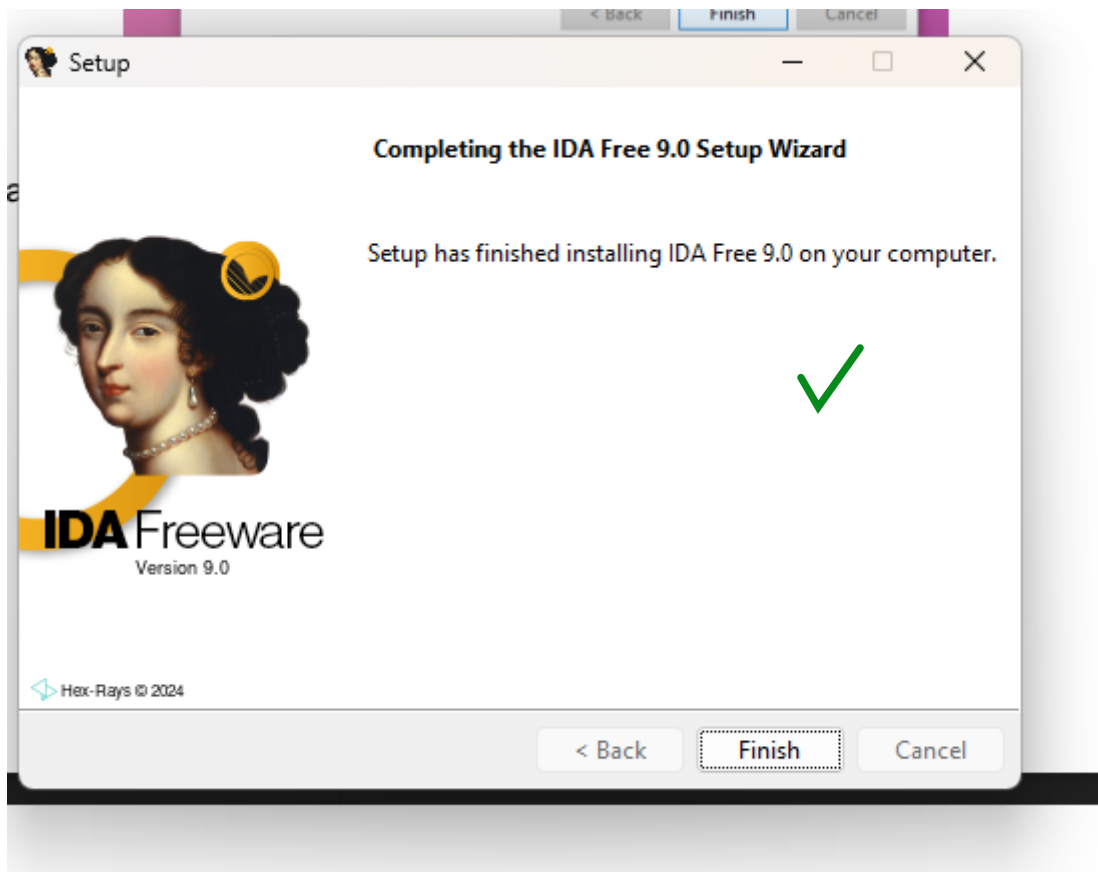 < Back Finish Cancel
Setup
Completing the IDA Free 9.0 Setup Wizard
a
Setup has finished installing IDA Free 9.0 on your computer.
IDA Freeware
Version 9.0
Hex-Rays © 2024
< Back Finish Cancel